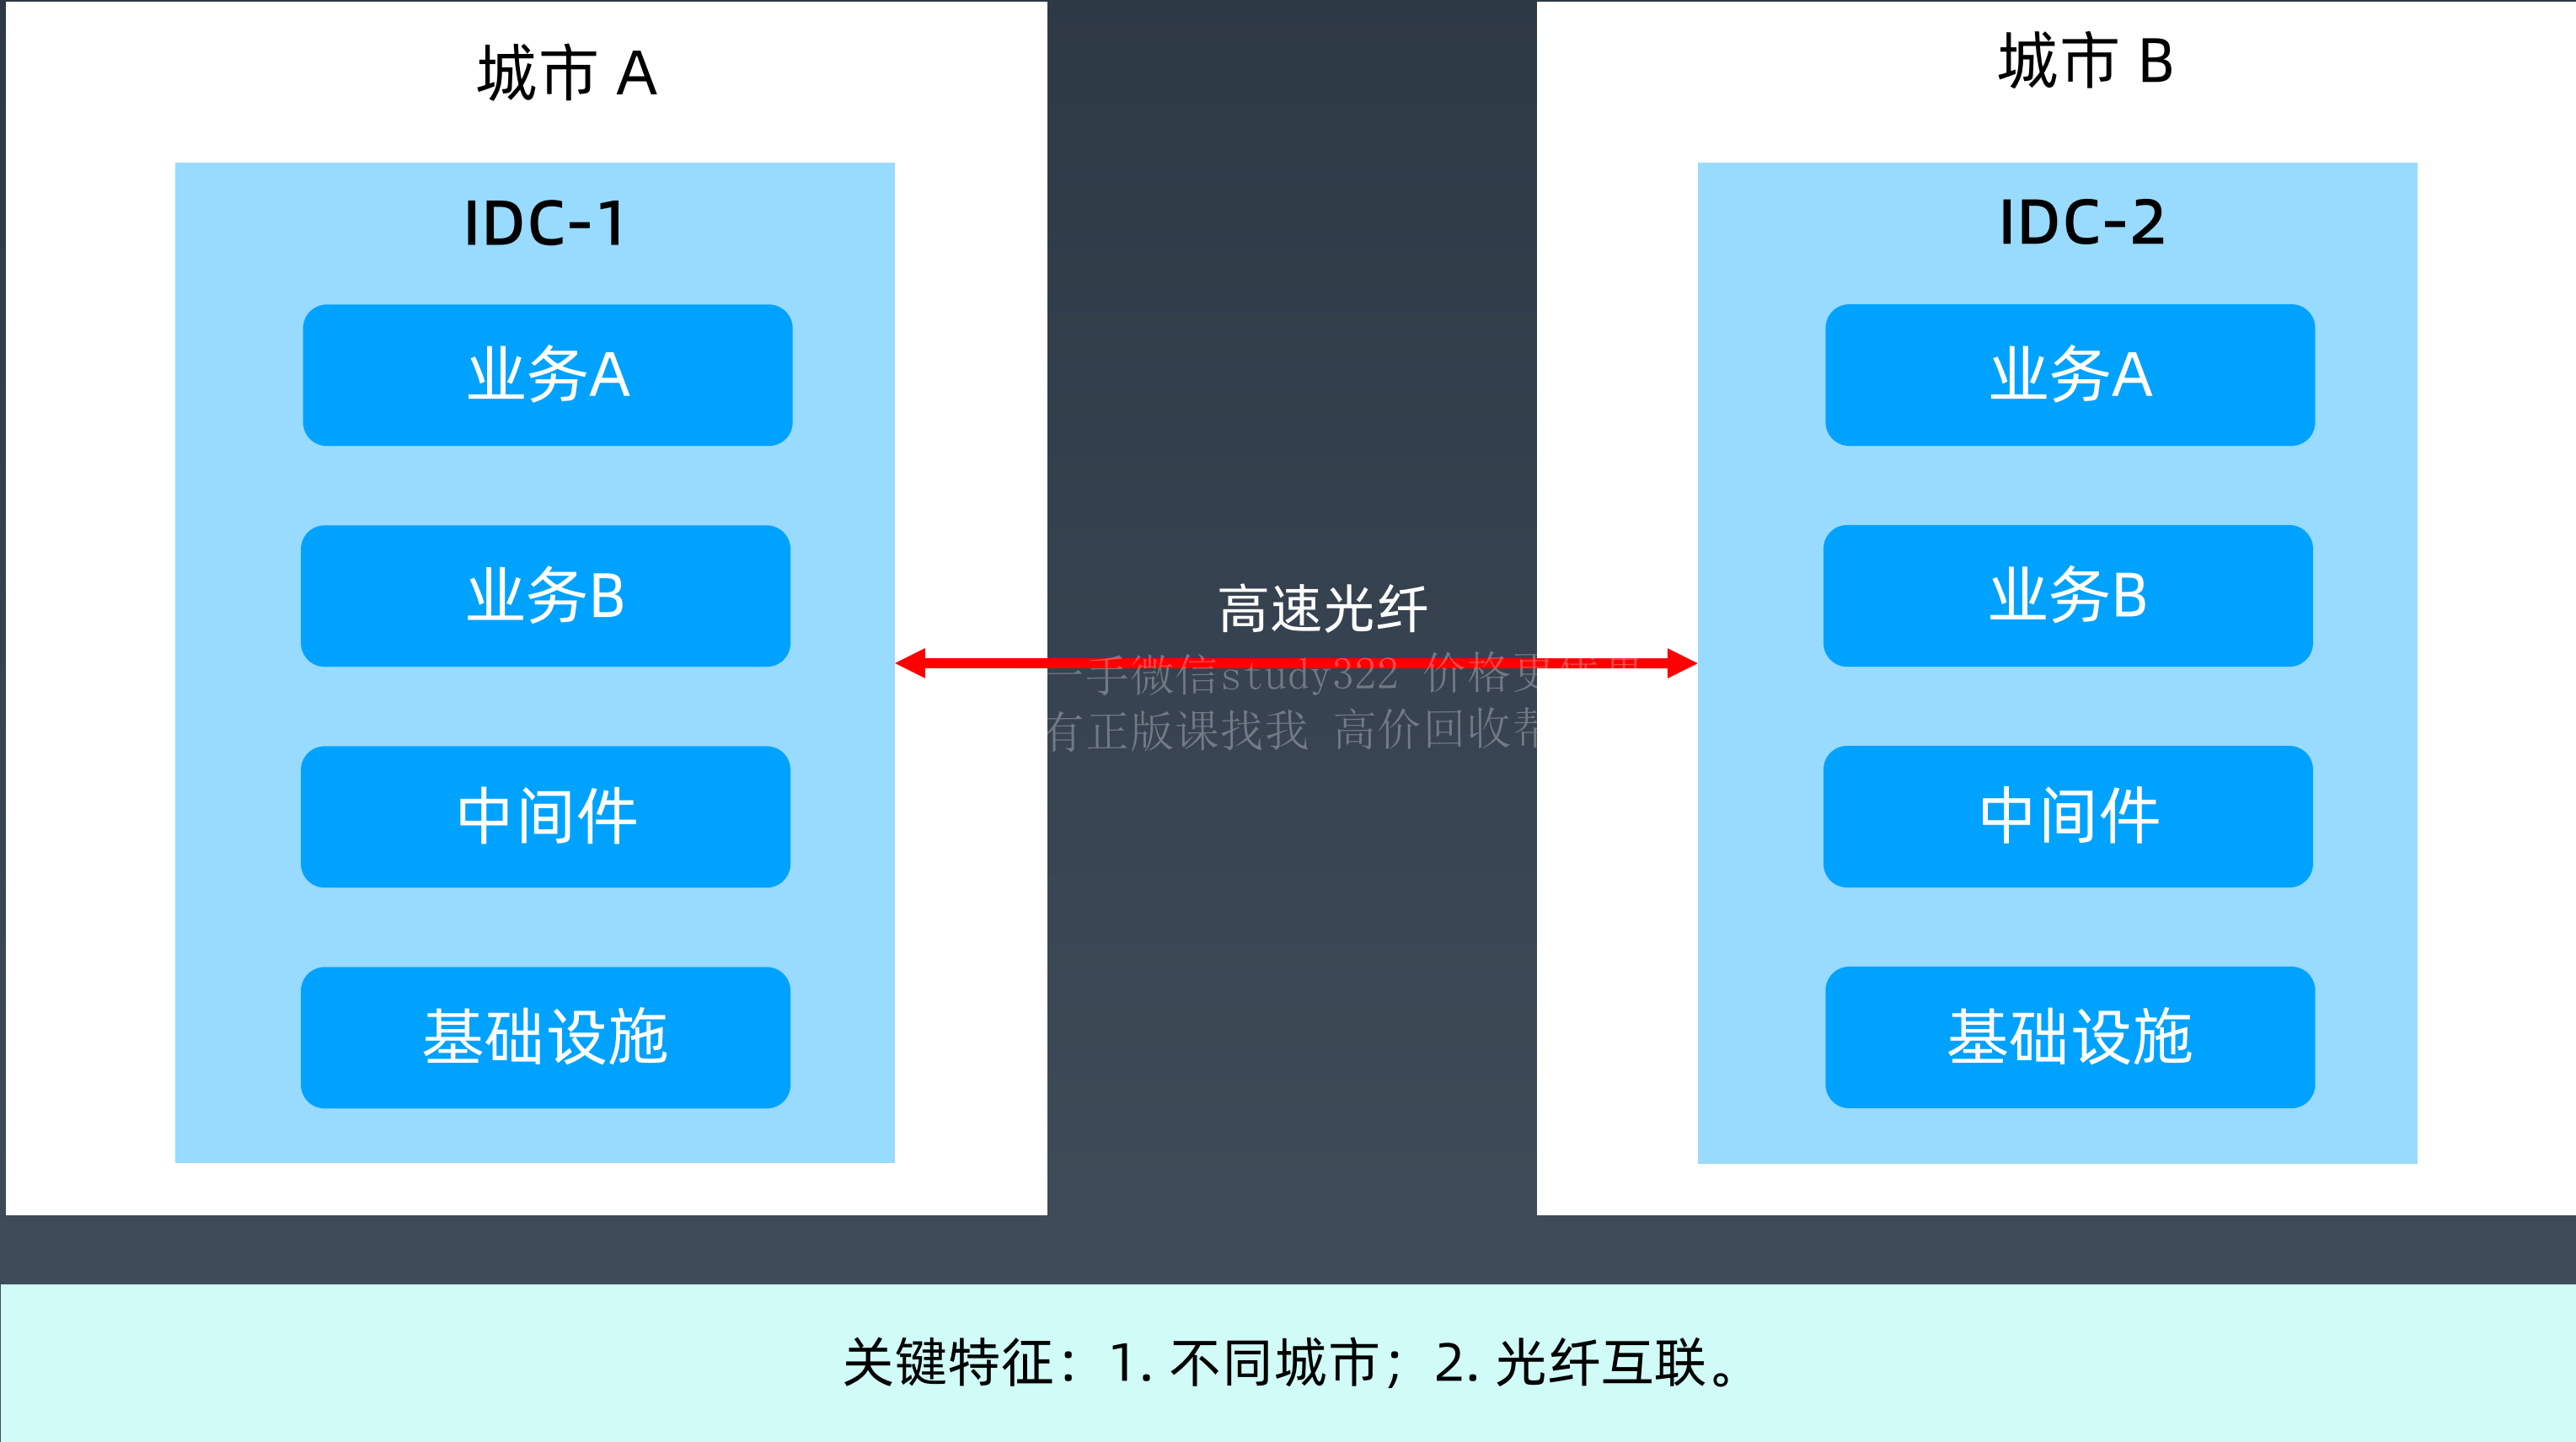 城市 A
IDC-1
业务A
业务B
中间件
基础设施
高速光纤
一手微信study322 价格更优惠
有正版课找我 高价回收帮
城市 B
IDC-2
业务A
业务B
中间件
基础设施
关键特征：1. 不同城市；2. 光纤互联。